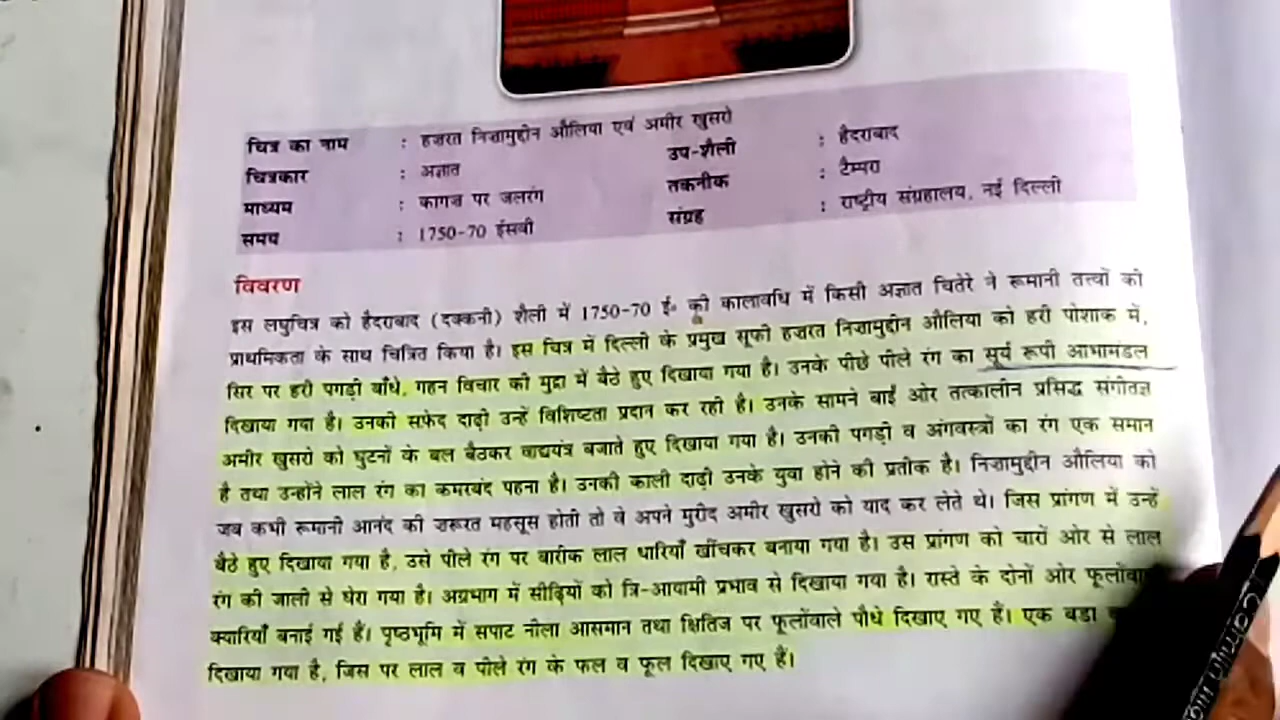 चित्र का नाम : हज़रत निज़ामुद्दीन औलिया एवं अमीर खुसरो
चित्रकार : अज्ञात
माध्यम : कागज़ पर जलरंग
समय : 1750-70 ईसवी
उप-शैली : हैदराबाद
तकनीक : टैम्परा
संग्रह : राष्ट्रीय संग्रहालय, नई दिल्ली
विवरण
इस लघुचित्र को हैदराबाद (दक्कनी) शैली में 1750-70 ई॰ की कालावधि में किसी अज्ञात चितेरे ने रूमानी तत्त्वों को
प्राथमिकता के साथ चित्रित किया है। इस चित्र में दिल्ली के प्रमुख सूफी हज़रत निज़ामुद्दीन औलिया को हरी पोशाक में,
सिर पर हरी पगड़ी बाँधे, गहन विचार की मुद्रा में बैठे हुए दिखाया गया है। उनके पीछे पीले रंग का सूर्य रूपी आभामंडल
दिखाया गया है। उनकी सफ़ेद दाढ़ी उन्हें विशिष्टता प्रदान कर रही है। उनके सामने बाईं ओर तत्कालीन प्रसिद्ध संगीतज्ञ
अमीर खुसरो को घुटनों के बल बैठकर वाद्ययंत्र बजाते हुए दिखाया गया है। उनकी पगड़ी व अंगवस्त्रों का रंग एक समान
है तथा उन्होंने लाल रंग का कमरबंद पहना है। उनकी काली दाढ़ी उनके युवा होने की प्रतीक है। निज़ामुद्दीन औलिया को
जब कभी रूमानी आनंद की ज़रूरत महसूस होती तो वे अपने मुरीद अमीर खुसरो को याद कर लेते थे। जिस प्रांगण में उन्हें
बैठे हुए दिखाया गया है, उसे पीले रंग पर बारीक लाल धारियाँ खींचकर बनाया गया है। उस प्रांगण को चारों ओर से लाल
रंग की जाली से घेरा गया है। अग्रभाग में सीढ़ियों को त्रि-आयामी प्रभाव से दिखाया गया है। रास्ते के दोनों ओर
क्यारियाँ बनाई गई हैं। पृष्ठभूमि में सपाट नीला आसमान तथा क्षितिज पर फूलोंवाले पौधे दिखाए गए हैं। एक बड़ा
दिखाया गया है, जिस पर लाल व पीले रंग के फल व फूल दिखाए गए हैं।